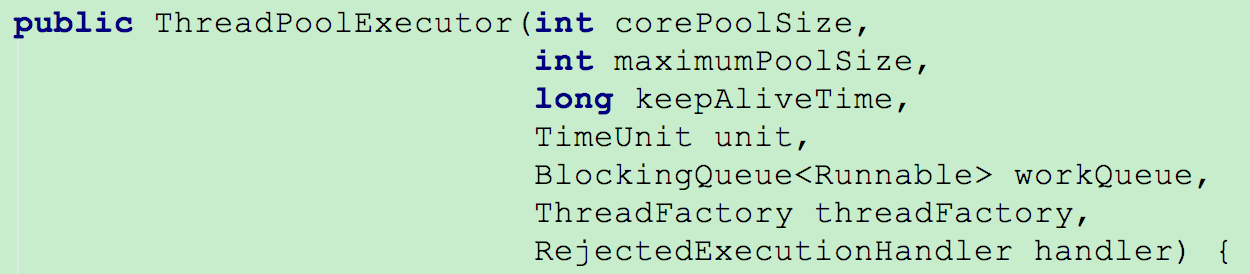 public ThreadPoolExecutor(int corePoolSize,
int maximumPoolSize,
long keepAliveTime,
TimeUnit unit,
BlockingQueue<Runnable> workQueue,
ThreadFactory threadFactory,
RejectedExecutionHandler handler) {